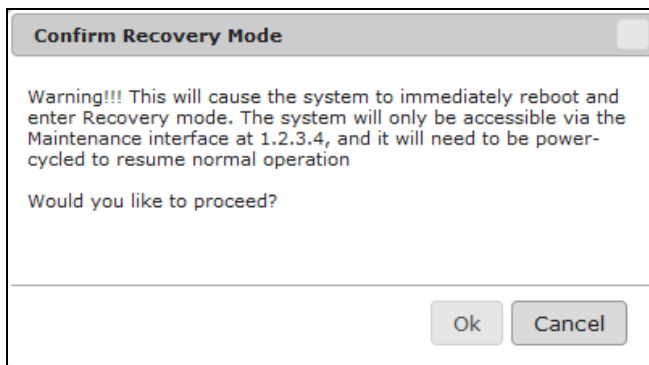 Confirm Recovery Mode
Warning!!! This will cause the system to immediately reboot and
enter Recovery mode. The system will only be accessible via the
Maintenance interface at 1.2.3.4, and it will need to be power-
cycled to resume normal operation
Would you like to proceed?
Ok Cancel